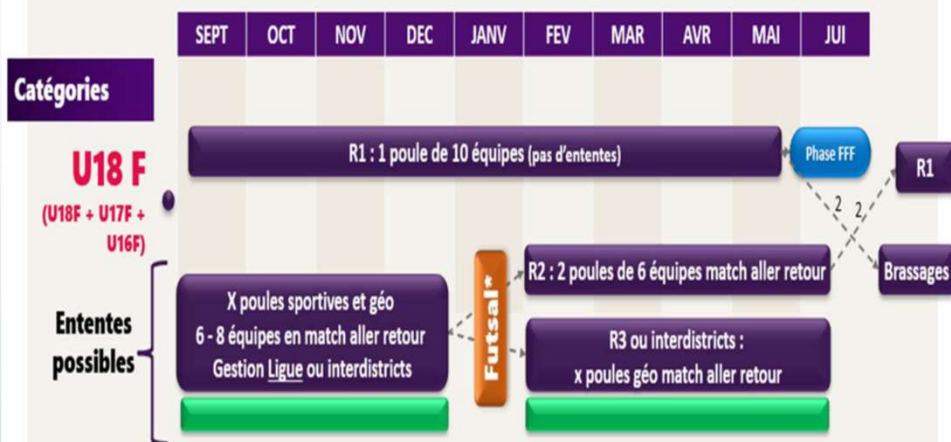 SEPT OCT NOV DEC JANV FEV MAR AVR MAI JUI
Catégories
U18 F
(U18F + U17F +
U16F)
R1 : 1 poule de 10 équipes (pas d'ententes)
Phase FFF
R1
2 2
Brassages
Ententes
possibles
X poules sportives et géo
6 - 8 équipes en match aller retour
Gestion Ligue ou interdistricts
Futsal*
R2 : 2 poules de 6 équipes match aller retour
R3 ou interdistricts :
x poules géo match aller retour